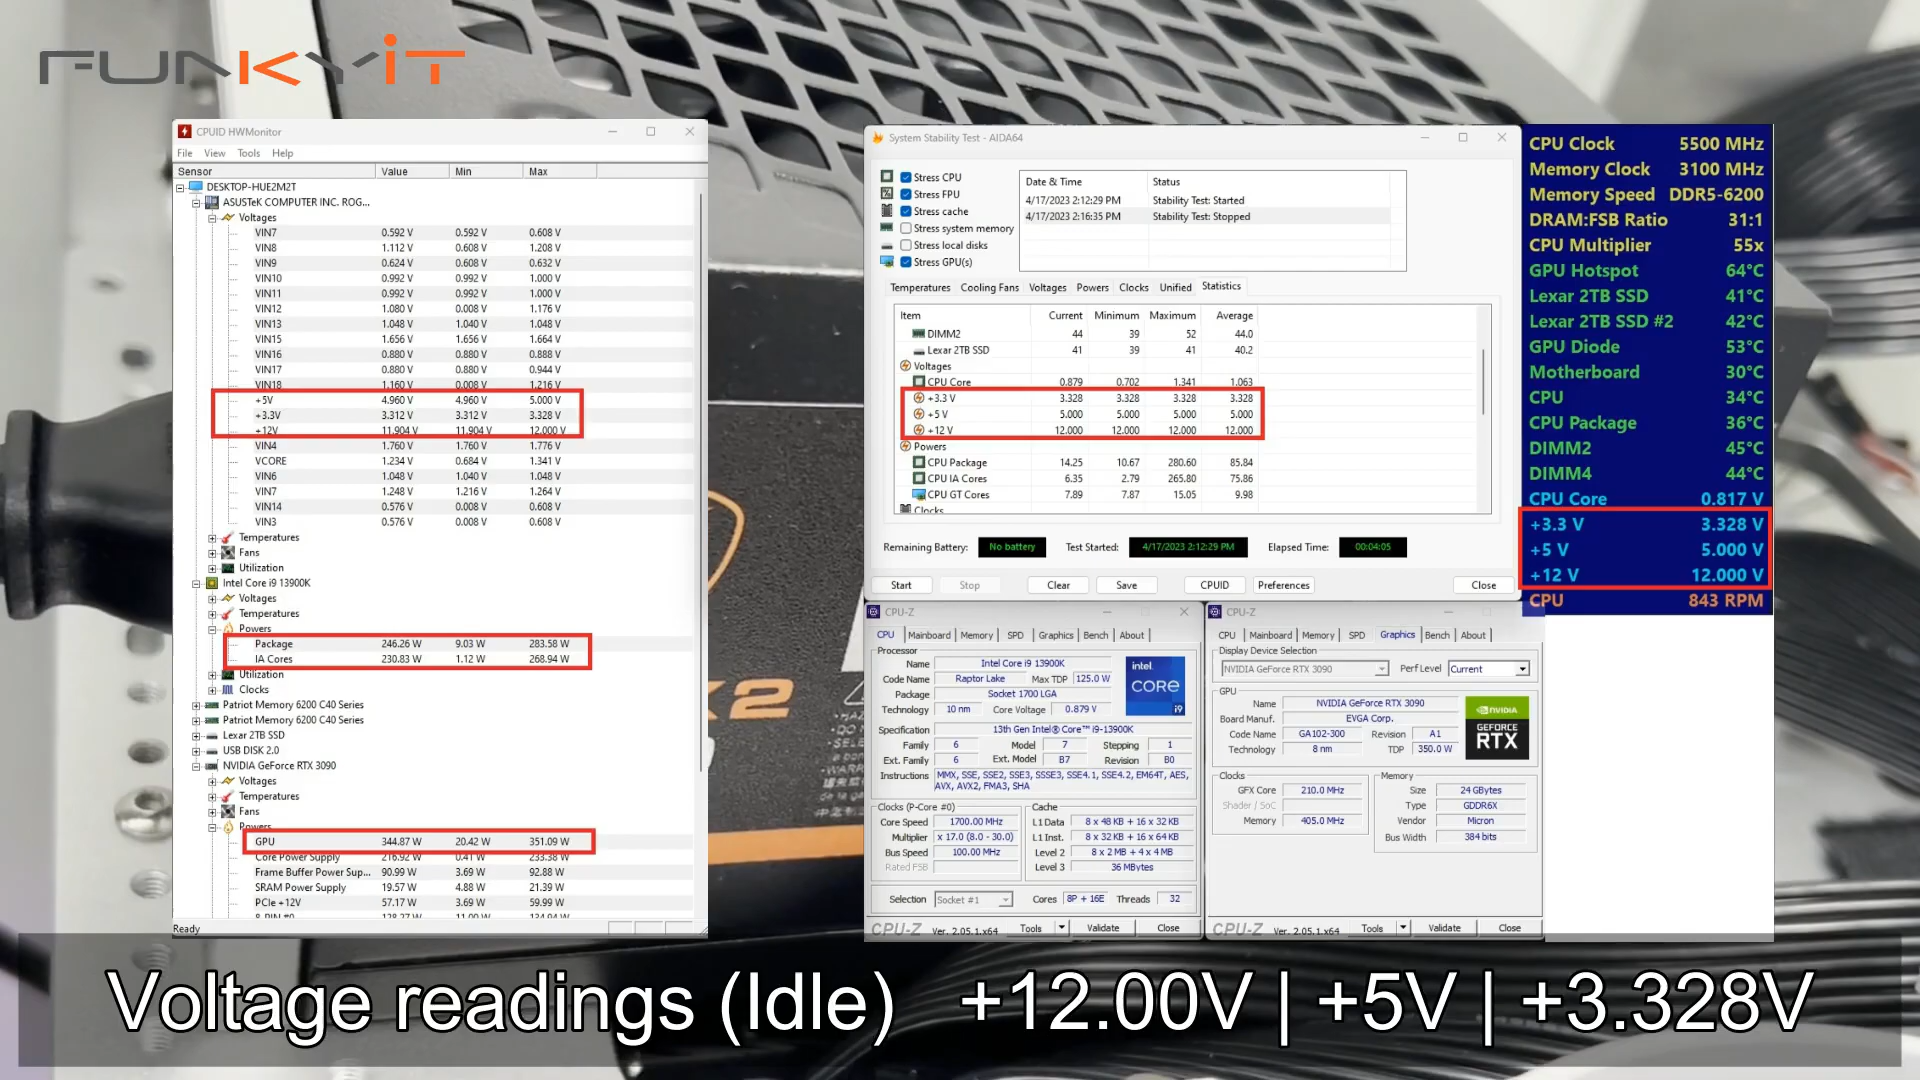 FUNKYiT
CPUID HWMonitor
File View Tools Help
Sensor Value Min Max
DESKTOP-HUE2M2T
ASUSTeK COMPUTER INC. ROG...
Voltages
VIN7 0.592 V 0.592 V 0.608 V
VIN8 1.112 V 0.608 V 1.208 V
VIN9 0.624 V 0.608 V 0.632 V
VIN10 0.992 V 0.992 V 1.000 V
VIN11 0.992 V 0.992 V 1.000 V
VIN12 1.080 V 0.008 V 1.176 V
VIN13 1.048 V 1.040 V 1.048 V
VIN15 1.656 V 1.656 V 1.664 V
VIN16 0.880 V 0.880 V 0.888 V
VIN17 0.880 V 0.880 V 0.944 V
VIN18 1.160 V 0.008 V 1.216 V
+5V 4.960 V 4.960 V 5.000 V
+3.3V 3.312 V 3.312 V 3.328 V
+12V 11.904 V 11.904 V 12.000 V
VIN4 1.760 V 1.760 V 1.776 V
VCORE 1.234 V 0.684 V 1.341 V
VIN6 1.048 V 1.040 V 1.048 V
VIN7 1.248 V 1.216 V 1.264 V
VIN14 0.576 V 0.008 V 0.608 V
VIN3 0.576 V 0.008 V 0.608 V
Temperatures
Fans
Utilization
Intel Core i9 13900K
Voltages
Temperatures
Powers
Package 246.26 W 9.03 W 283.58 W
IA Cores 230.83 W 1.12 W 268.94 W
Utilization
Clocks
Patriot Memory 6200 C40 Series
Patriot Memory 6200 C40 Series
Lexar 2TB SSD
USB DISK 2.0
NVIDIA GeForce RTX 3090
Voltages
Temperatures
Fans
Powers
GPU 344.87 W 20.42 W 351.09 W
Core Power Supply 216.92 W 0.41 W 233.38 W
Frame Buffer Power Sup... 90.99 W 3.69 W 92.88 W
SRAM Power Supply 19.57 W 4.88 W 21.39 W
PCIe +12V 57.17 W 3.69 W 59.99 W
8-PIN #0 128.27 W 11.00 W 134.94 W
Ready
System Stability Test - AIDA64
Stress CPU
Stress FPU
Stress cache
Stress system memory
Stress local disks
Stress GPU(s)
Date & Time Status
4/17/2023 2:12:29 PM Stability Test: Started
4/17/2023 2:16:35 PM Stability Test: Stopped
Temperatures Cooling Fans Voltages Powers Clocks Unified Statistics
Item Current Minimum Maximum Average
DIMM2 44 39 52 44.0
Lexar 2TB SSD 41 39 41 40.2
Voltages
CPU Core 0.879 0.702 1.341 1.063
+3.3 V 3.328 3.328 3.328 3.328
+5 V 5.000 5.000 5.000 5.000
+12 V 12.000 12.000 12.000 12.000
Powers
CPU Package 14.25 10.67 280.60 85.84
CPU IA Cores 6.35 2.79 265.80 75.86
CPU GT Cores 7.89 7.87 15.05 9.98
Clocks
Remaining Battery: No battery Test Started: 4/17/2023 2:12:29 PM Elapsed Time: 00:04:05
Start Stop Clear Save CPUID Preferences Close
CPU Clock 5500 MHz
Memory Clock 3100 MHz
Memory Speed DDR5-6200
DRAM:FSB Ratio 31:1
CPU Multiplier 55x
GPU Hotspot 64°C
Lexar 2TB SSD 41°C
Lexar 2TB SSD #2 42°C
GPU Diode 53°C
Motherboard 30°C
CPU 34°C
CPU Package 36°C
DIMM2 45°C
DIMM4 44°C
CPU Core 0.817 V
+3.3 V 3.328 V
+5 V 5.000 V
+12 V 12.000 V
CPU 843 RPM
CPU-Z
CPU Mainboard Memory SPD Graphics Bench About
Processor
Name Intel Core i9 13900K
Code Name Raptor Lake Max TDP 125.0 W
Package Socket 1700 LGA
Technology 10 nm Core Voltage 0.879 V
intel.
CORE
i9
Specification 13th Gen Intel® Core™ i9-13900K
Family 6 Model 7 Stepping 1
Ext. Family 6 Ext. Model B7 Revision B0
Instructions MMX, SSE, SSE2, SSE3, SSSE3, SSE4.1, SSE4.2, EM64T, AES,
AVX, AVX2, FMA3, SHA
Clocks (P-Core #0)
Core Speed 1700.00 MHz
Multiplier x 17.0 (8.0 - 30.0)
Bus Speed 100.00 MHz
Rated FSB
Cache
L1 Data 8 x 48 KB + 16 x 32 KB
L1 Inst. 8 x 32 KB + 16 x 64 KB
Level 2 8 x 2 MB + 4 x 4 MB
Level 3 36 MBytes
Selection Socket #1 Cores 8P + 16E Threads 32
CPU-Z Ver. 2.05.1.x64 Tools Validate Close
CPU-Z
CPU Mainboard Memory SPD Graphics Bench About
Display Device Selection
NVIDIA GeForce RTX 3090 Perf Level Current
GPU
Name NVIDIA GeForce RTX 3090
Board Manuf. EVGA Corp.
Code Name GA102-300 Revision A1
Technology 8 nm TDP 350.0 W
NVIDIA
GEFORCE
RTX
Clocks
GFX Core 210.0 MHz
Shader / SoC
Memory 405.0 MHz
Memory
Size 24 GBytes
Type GDDR6X
Vendor Micron
Bus Width 384 bits
CPU-Z Ver. 2.05.1.x64 Tools Validate Close
Voltage readings (Idle) +12.00V | +5V | +3.328V